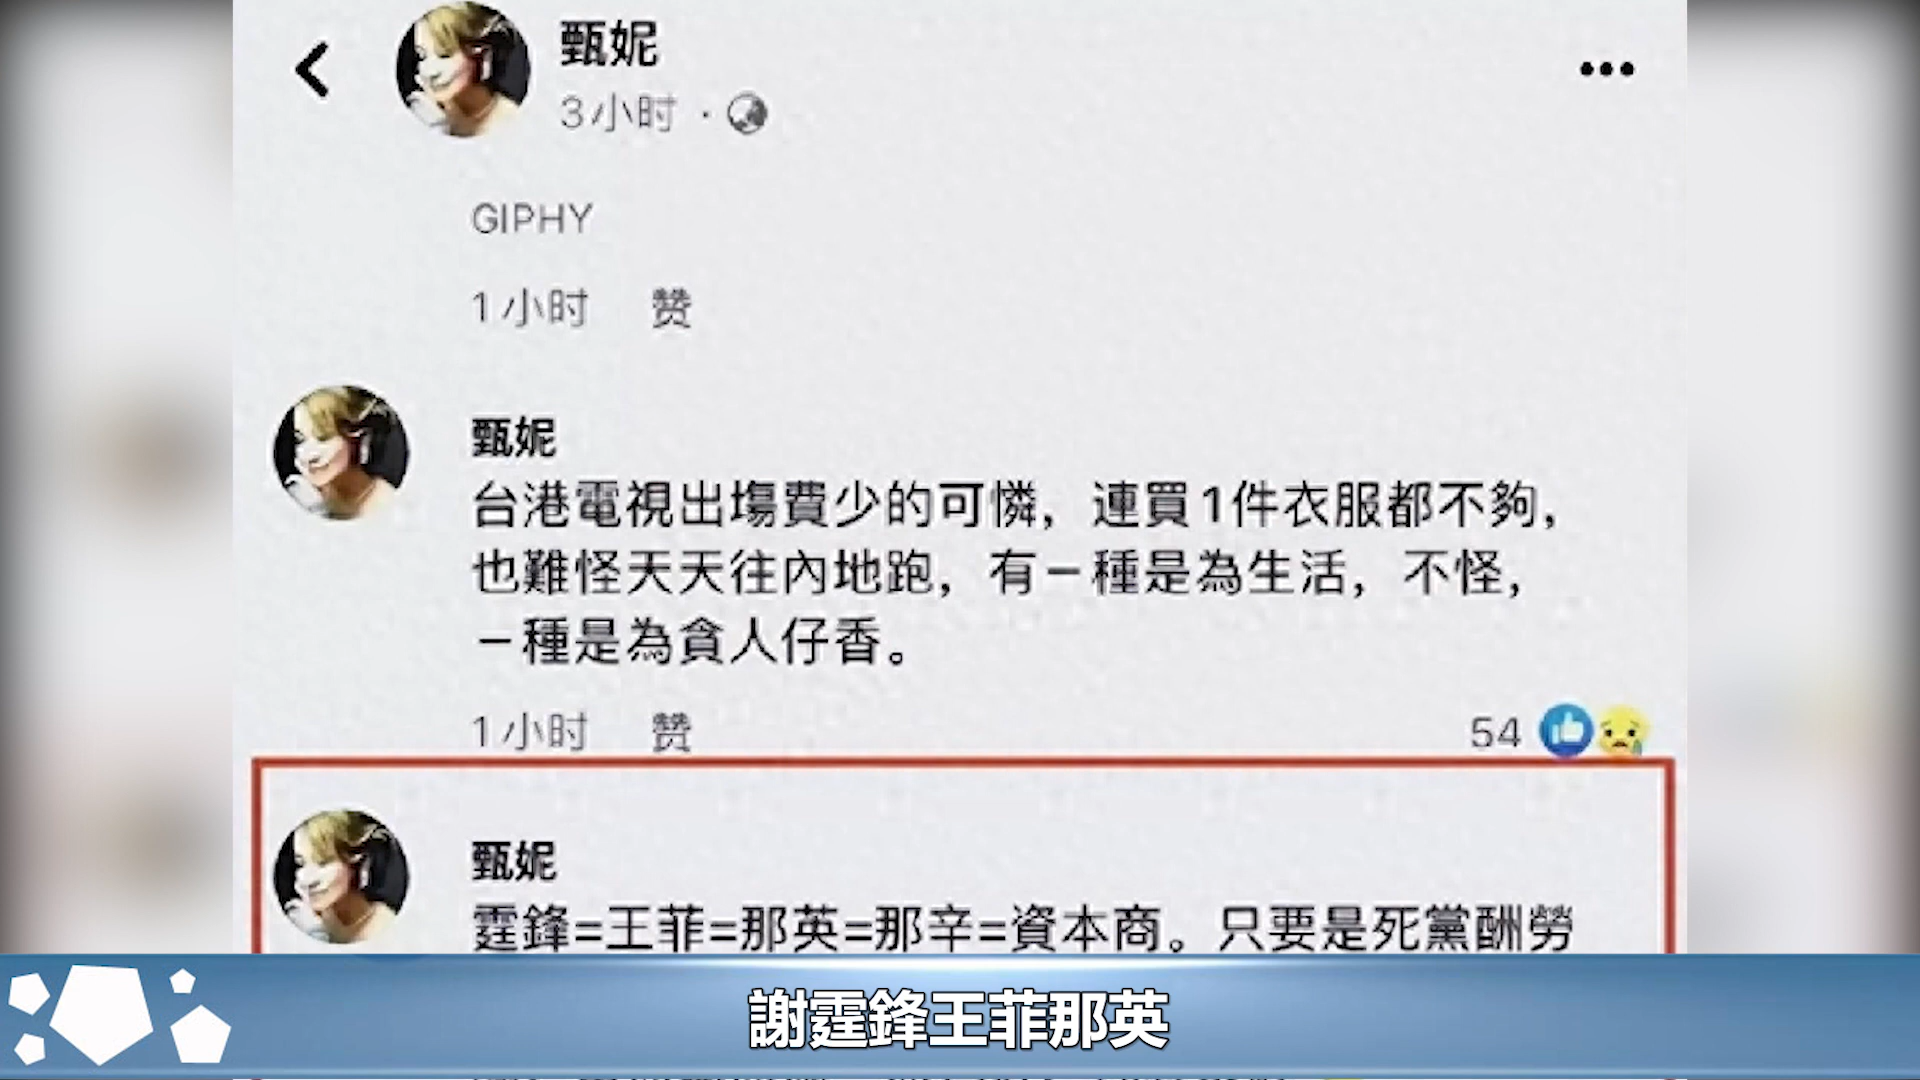 甄妮
3小时 ·
GIPHY
1小时 赞
甄妮
台港電視出塲費少的可憐，連買1件衣服都不夠，
也難怪天天往內地跑，有一種是為生活，不怪，
一種是為貪人仔香。
1小时 赞 54
甄妮
霆鋒=王菲=那英=那辛=資本商。只要是死黨酬勞
謝霆鋒王菲那英